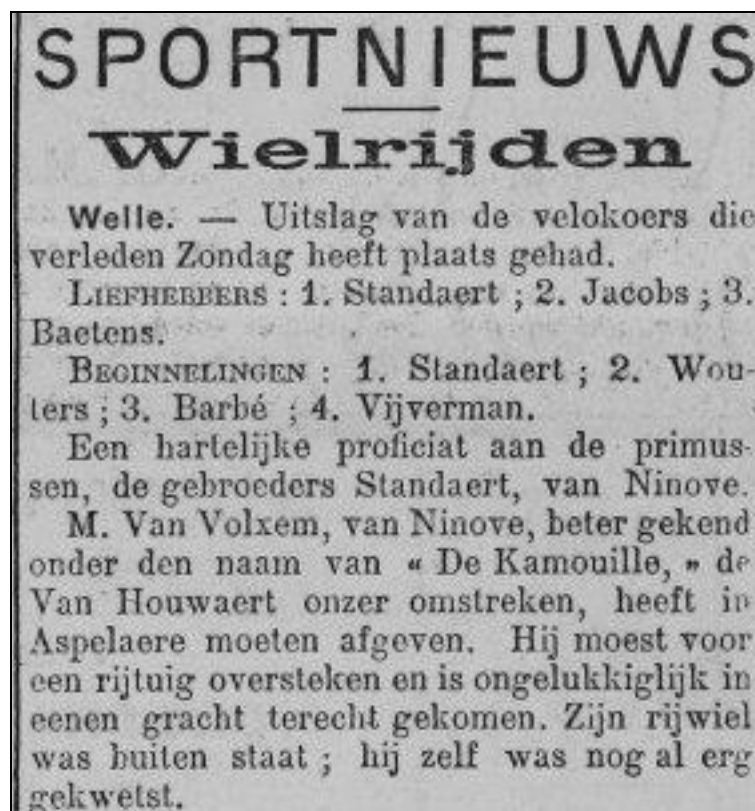 SPORTNIEUWS
Wielrijden
Welle. — Uitslag van de velokoers die
verleden Zondag heeft plaats gehad.
LIEFHEBBERS : 1. Standaert ; 2. Jacobs ; 3.
Baetens.
BEGINNELINGEN : 1. Standaert ; 2. Wou-
ters ; 3. Barbé ; 4. Vijverman.
Een hartelijke proficiat aan de primus-
sen, de gebroeders Standaert, van Ninove.
M. Van Volxem, van Ninove, beter gekend
onder den naam van « De Kamouille, » de
Van Houwaert onzer omstreken, heeft in
Aspelaere moeten afgeven. Hij moest voor
een rijtuig oversteken en is ongelukkiglijk in
eenen gracht terecht gekomen. Zijn rijwiel
was buiten staat ; hij zelf was nog al erg
gekwetst.